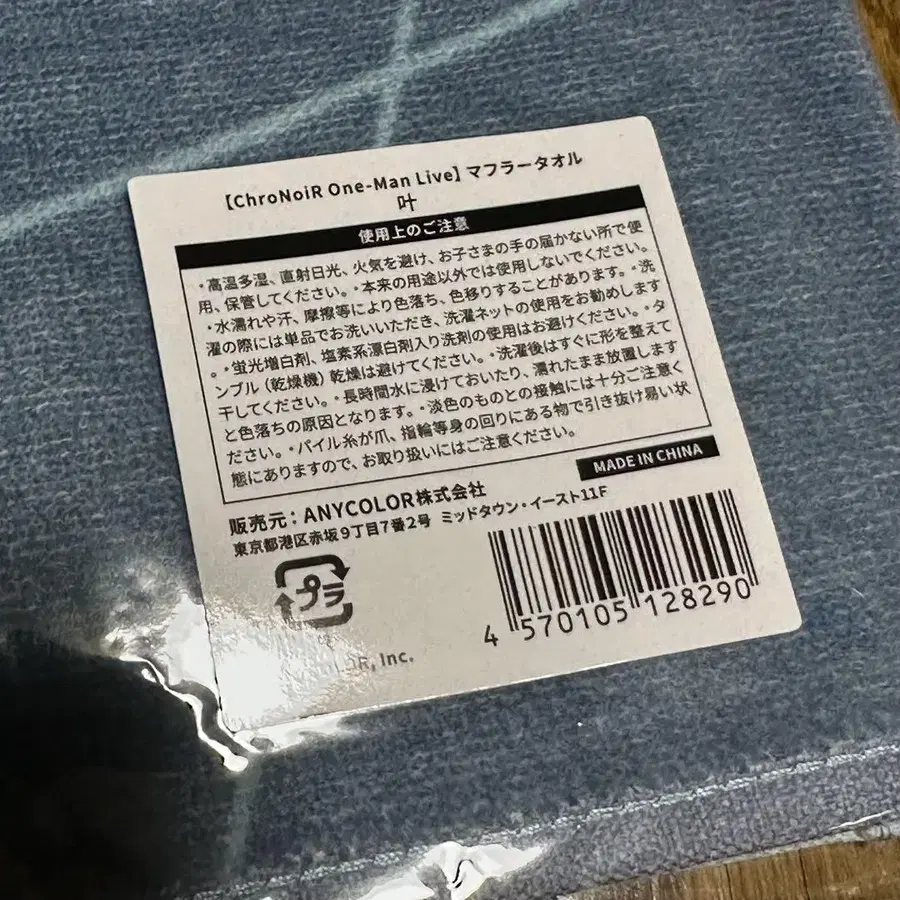 【ChroNoiR One-Man Live】マフラータオル
叶
使用上のご注意
・高温多湿、直射日光、火気を避け、お子さまの手の届かない所で使
用、保管してください。・本来の用途以外では使用しないでください。
・水濡れや汗、摩擦等により色落ち、色移りすることがあります。・洗
濯の際には単品でお洗いいただき、洗濯ネットの使用をお勧めします
。・蛍光増白剤、塩素系漂白剤入り洗剤の使用はお避けください。・タ
ンブル（乾燥機）乾燥は避けてください。・洗濯後はすぐに形を整えて
干してください。・長時間水に浸けておいたり、濡れたまま放置します
と色落ちの原因となります。・淡色のものとの接触には十分ご注意く
ださい。・パイル糸が爪、指輪等身の回りにある物で引き抜け易い状
態にありますので、お取り扱いにはご注意ください。
MADE IN CHINA
販売元：ANYCOLOR株式会社
東京都港区赤坂9丁目7番2号 ミッドタウン・イースト11F
プラ
4 570105 128290
, Inc.